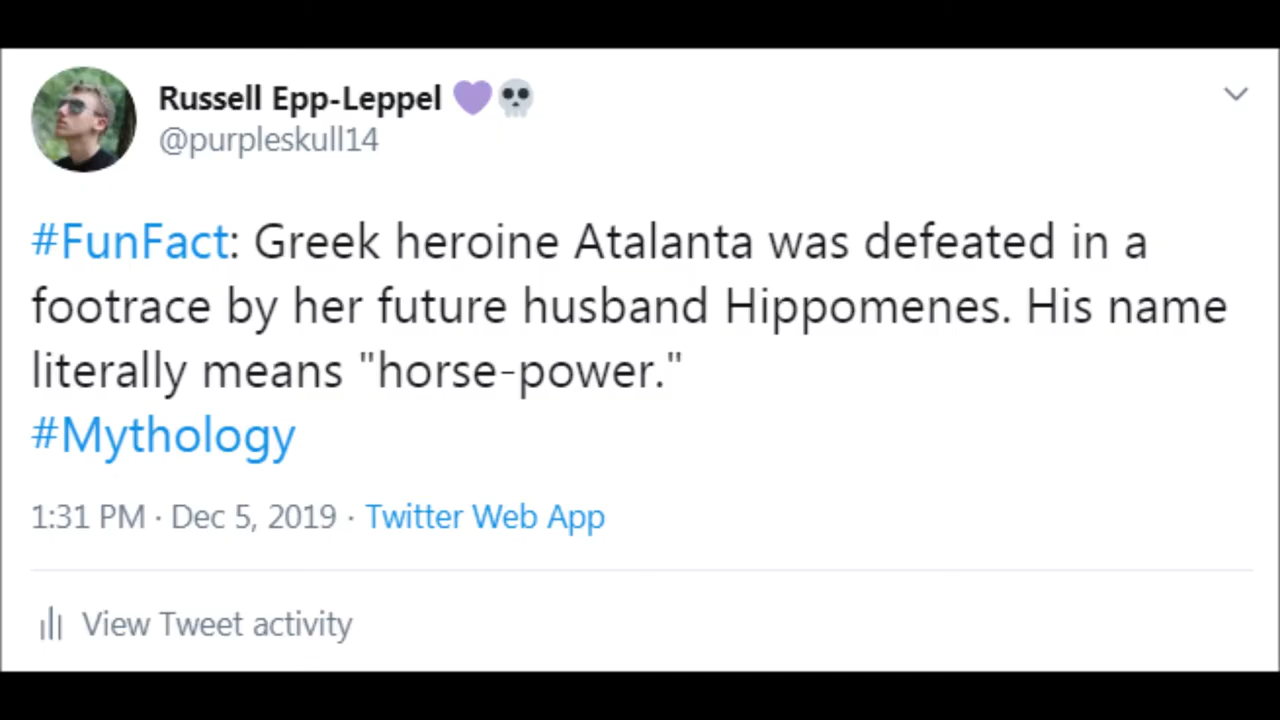 Russell Epp-Leppel 💜💀
@purpleskull14
#FunFact: Greek heroine Atalanta was defeated in a
footrace by her future husband Hippomenes. His name
literally means "horse-power."
#Mythology
1:31 PM · Dec 5, 2019 · Twitter Web App
View Tweet activity